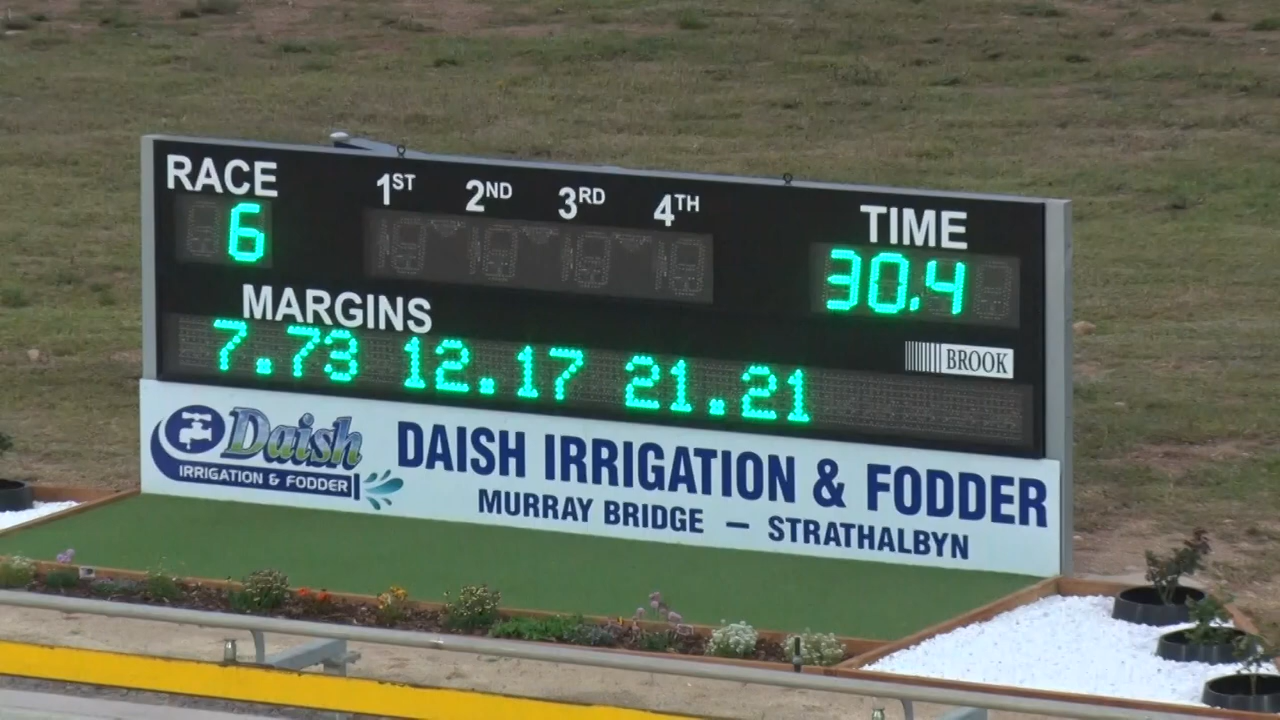 RACE 1ST 2ND 3RD 4TH TIME
6 30.4
MARGINS
7.73 12.17 21.21
BROOK
Daish
IRRIGATION & FODDER
DAISH IRRIGATION & FODDER
MURRAY BRIDGE — STRATHALBYN